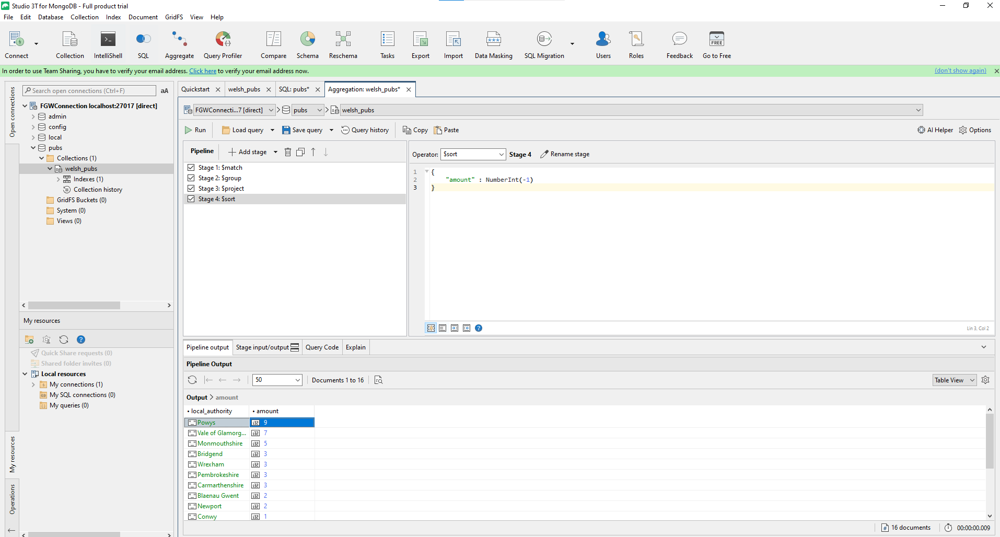 Studio 3T for MongoDB - Full product trial
File Edit Database Collection Index Document GridFS View Help
Connect Collection IntelliShell SQL Aggregate Query Profiler Compare Schema Reschema Tasks Export Import Data Masking SQL Migration Users Roles Feedback Go to Free
In order to use Team Sharing, you have to verify your email address. Click here to verify your email address now. (don't show again)
Open connections
Search open connections (Ctrl+F) aA
FGWConnection localhost:27017 [direct]
admin
config
local
pubs
Collections (1)
welsh_pubs
Indexes (1)
Collection history
GridFS Buckets (0)
System (0)
Views (0)
My resources
Quick Share requests (0)
Shared folder invites (0)
Local resources
My connections (1)
My SQL connections (0)
My queries (0)
My resources
Operations
Quickstart welsh_pubs SQL: pubs* Aggregation: welsh_pubs*
FGWConnecti...7 [direct] pubs welsh_pubs
Run Load query Save query Query history Copy Paste AI Helper Options
Pipeline Add stage
Stage 1: $match
Stage 2: $group
Stage 3: $project
Stage 4: $sort
Operator: $sort Stage 4 Rename stage
1 {
2 "amount" : NumberInt(-1)
3 }
Lin 3, Col 2
Pipeline output Stage input/output Query Code Explain
Pipeline Output
50 Documents 1 to 16 Table View
Output > amount
local_authority amount
Powys 9
Vale of Glamorg... 7
Monmouthshire 5
Bridgend 3
Wrexham 3
Pembrokeshire 3
Carmarthenshire 3
Blaenau Gwent 2
Newport 2
Conwy 1
16 documents 00:00:00.009